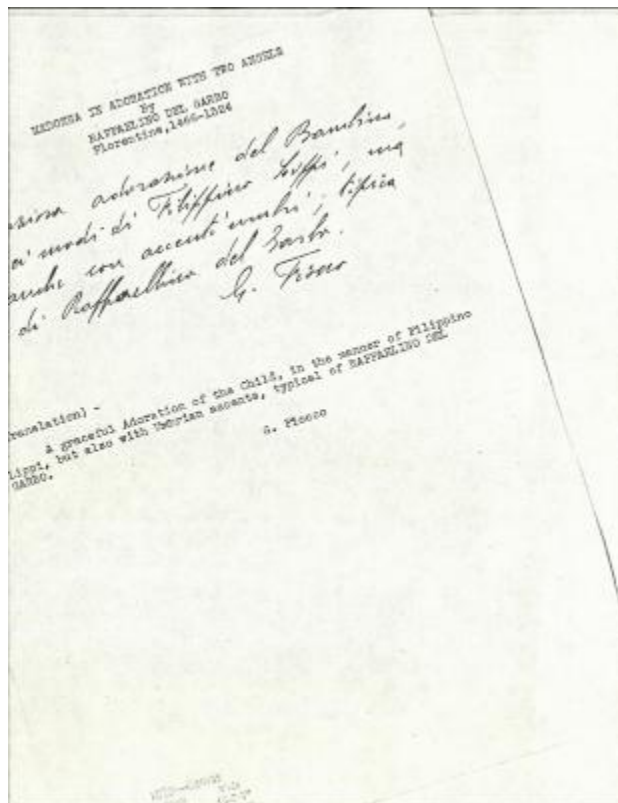 MADONNA IN ADORATION WITH TWO ANGELS
By
RAFFAELINO DEL GARBO
Florentine, 1466-1524
adorazione del Bambino,
ai modi di Filippino Lippi, ma
anche con accenti umbri; tipica
di Raffaellino del Garbo.
G. Fiocco
ranslation) -
A graceful Adoration of the Child, in the manner of Filippino
Lippi, but also with Umbrian accents, typical of RAFFAELINO DEL
GARBO.
G. Fiocco